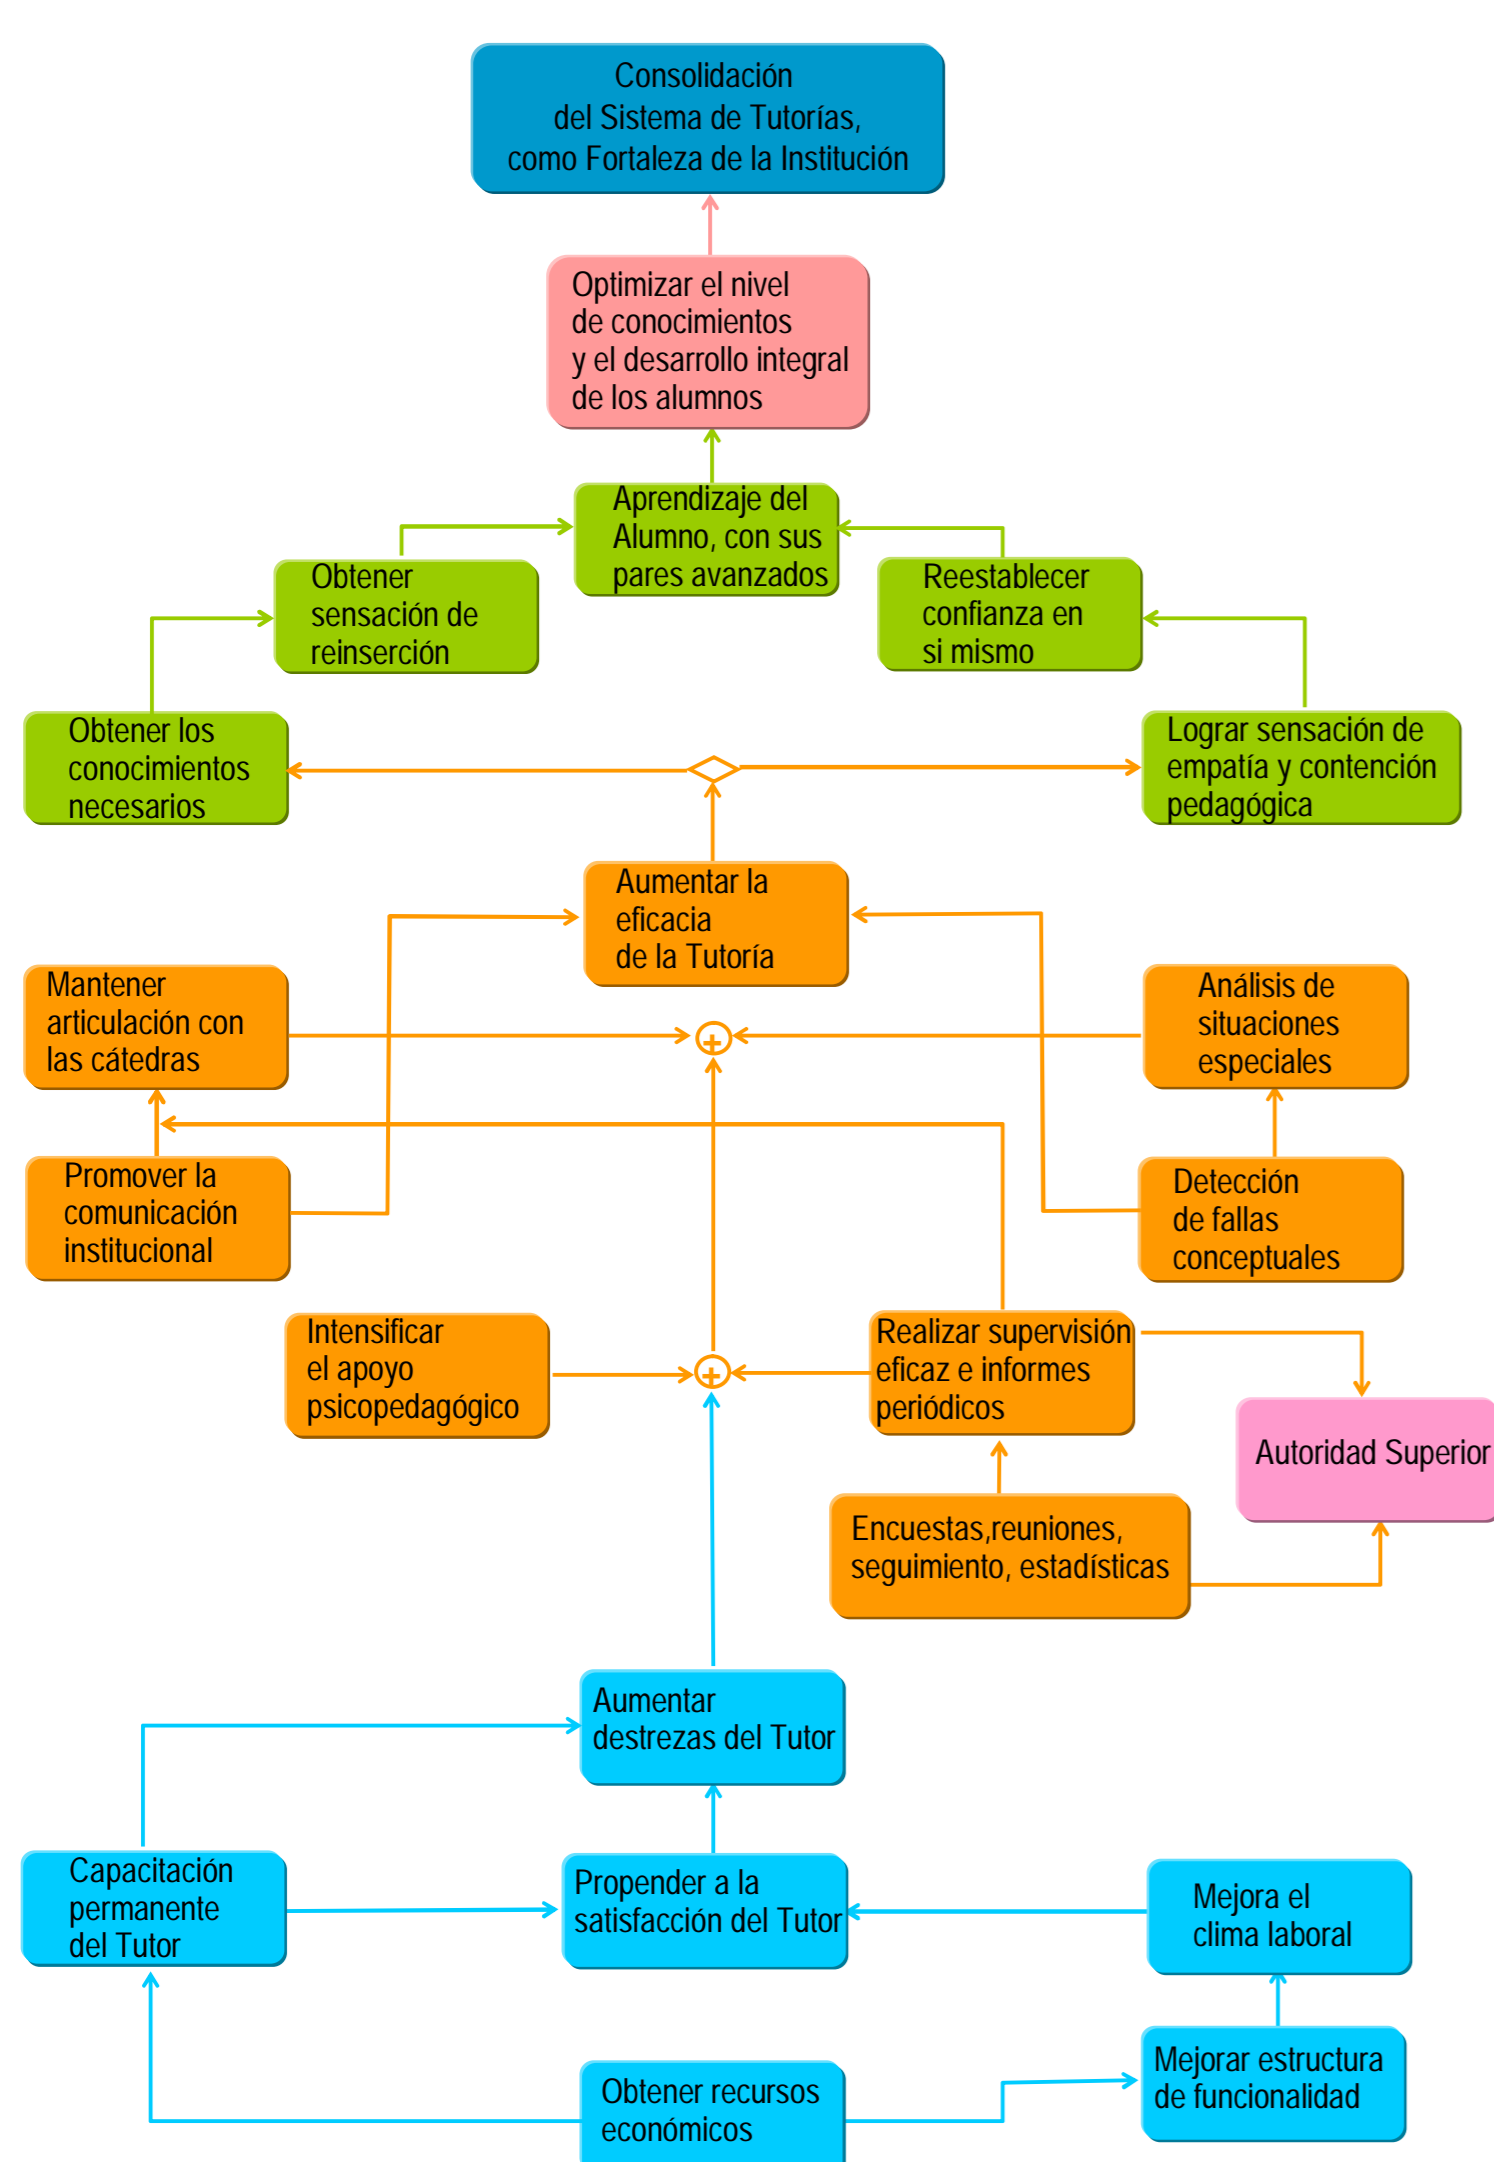 Consolidación
del Sistema de Tutorías,
como Fortaleza de la Institución
Optimizar el nivel
de conocimientos
y el desarrollo integral
de los alumnos
Aprendizaje del
Alumno, con sus
pares avanzados
Obtener
sensación de
reinserción
Reestablecer
confianza en
si mismo
Obtener los
conocimientos
necesarios
Lograr sensación de
empatía y contención
pedagógica
Aumentar la
eficacia
de la Tutoría
Mantener
articulación con
las cátedras
+
Análisis de
situaciones
especiales
Promover la
comunicación
institucional
Detección
de fallas
conceptuales
Intensificar
el apoyo
psicopedagógico
+
Realizar supervisión
eficaz e informes
periódicos
Autoridad Superior
Encuestas,reuniones,
seguimiento, estadísticas
Aumentar
destrezas del Tutor
Capacitación
permanente
del Tutor
Propender a la
satisfacción del Tutor
Mejora el
clima laboral
Mejorar estructura
de funcionalidad
Obtener recursos
económicos